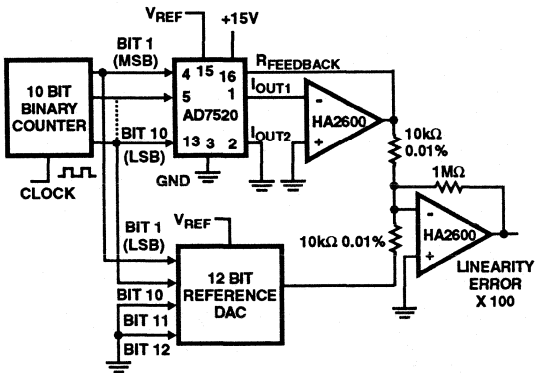 VREF
+15V
BIT 1
(MSB)
4
15
16
RFEEDBACK
10 BIT
BINARY
COUNTER
5
1
IOUT1
AD7520
HA2600
-
+
BIT 10
(LSB)
13
3
2
IOUT2
10kΩ
0.01%
CLOCK
GND
1MΩ
VREF
BIT 1
(LSB)
10kΩ 0.01%
-
HA2600
+
12 BIT
REFERENCE
DAC
BIT 10
BIT 11
BIT 12
LINEARITY
ERROR
X 100